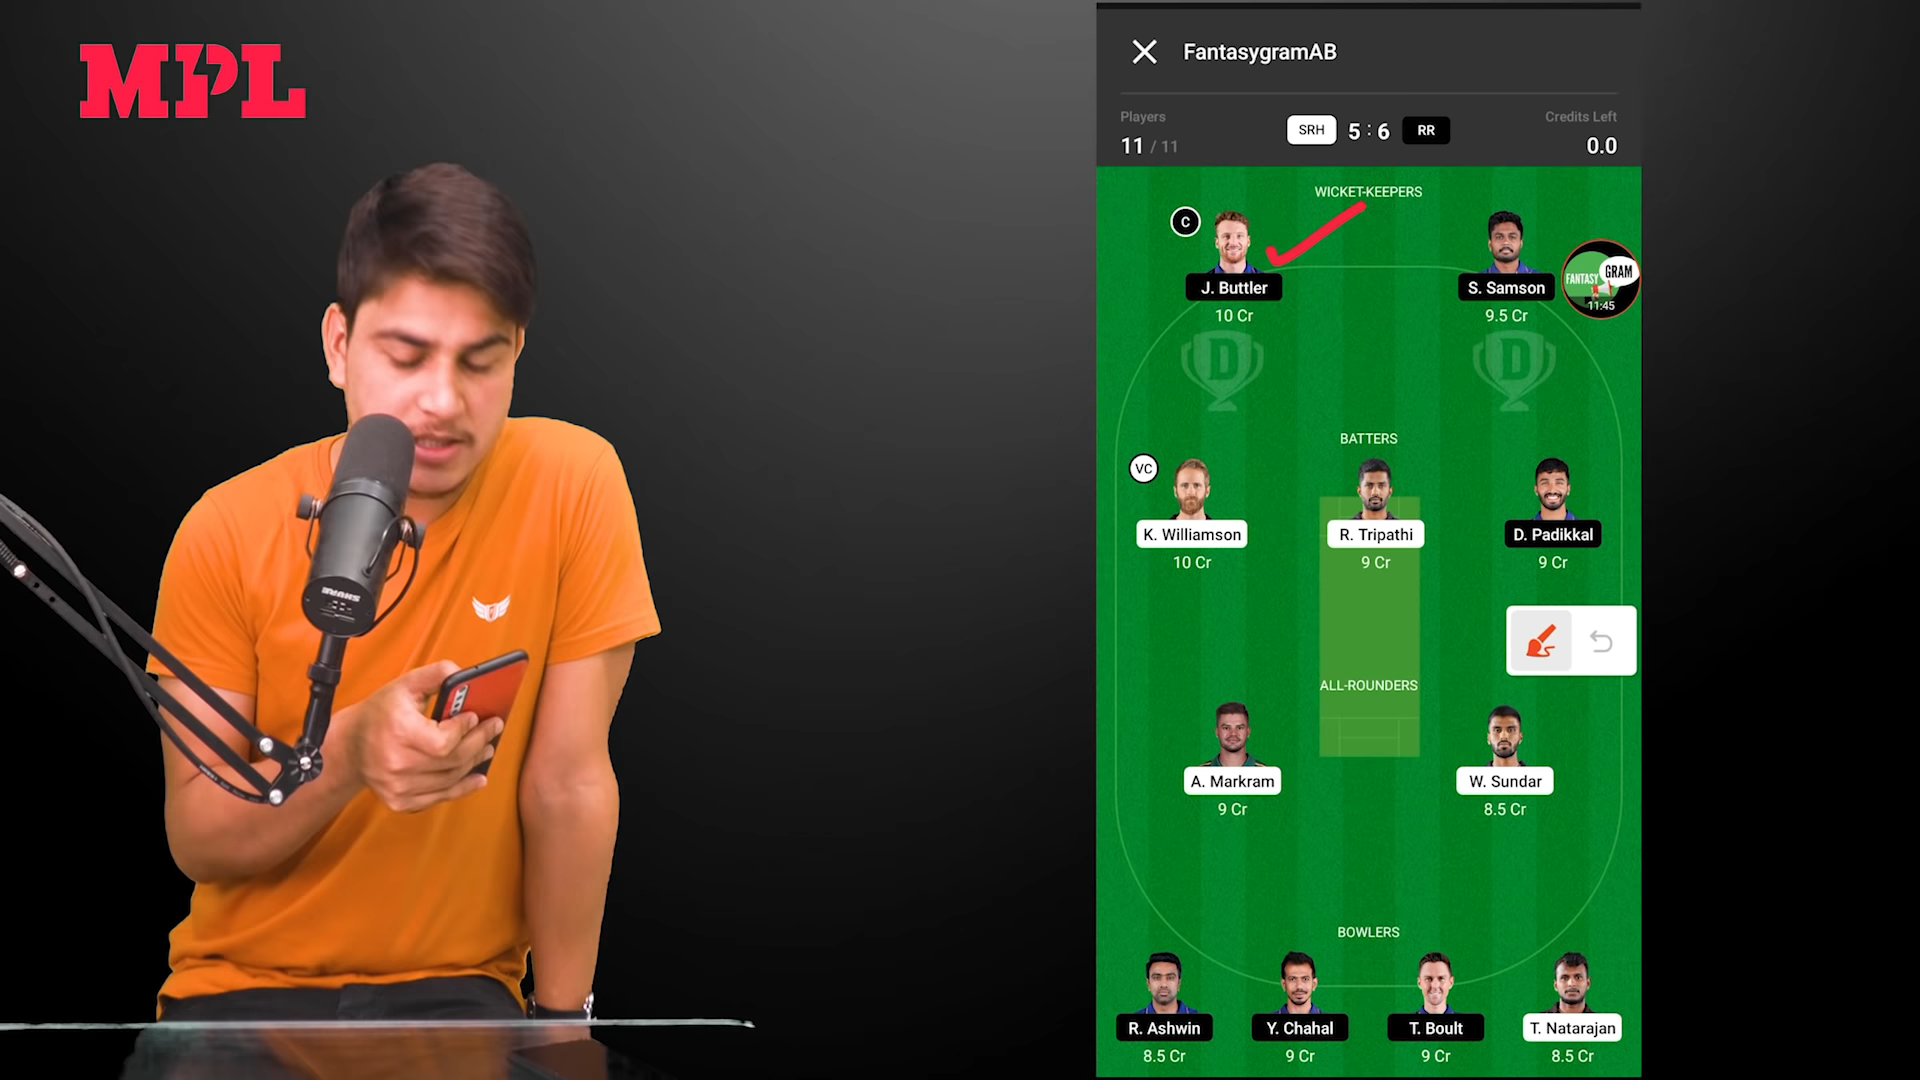 MPL
FantasygramAB
Players
11 / 11
SRH 5 : 6 RR
Credits Left
0.0
WICKET-KEEPERS
C
J. Buttler
10 Cr
S. Samson
9.5 Cr
FANTASY GRAM
11:45
D D
BATTERS
VC
K. Williamson
10 Cr
R. Tripathi
9 Cr
D. Padikkal
9 Cr
ALL-ROUNDERS
A. Markram
9 Cr
W. Sundar
8.5 Cr
BOWLERS
R. Ashwin
8.5 Cr
Y. Chahal
9 Cr
T. Boult
9 Cr
T. Natarajan
8.5 Cr
SHURE